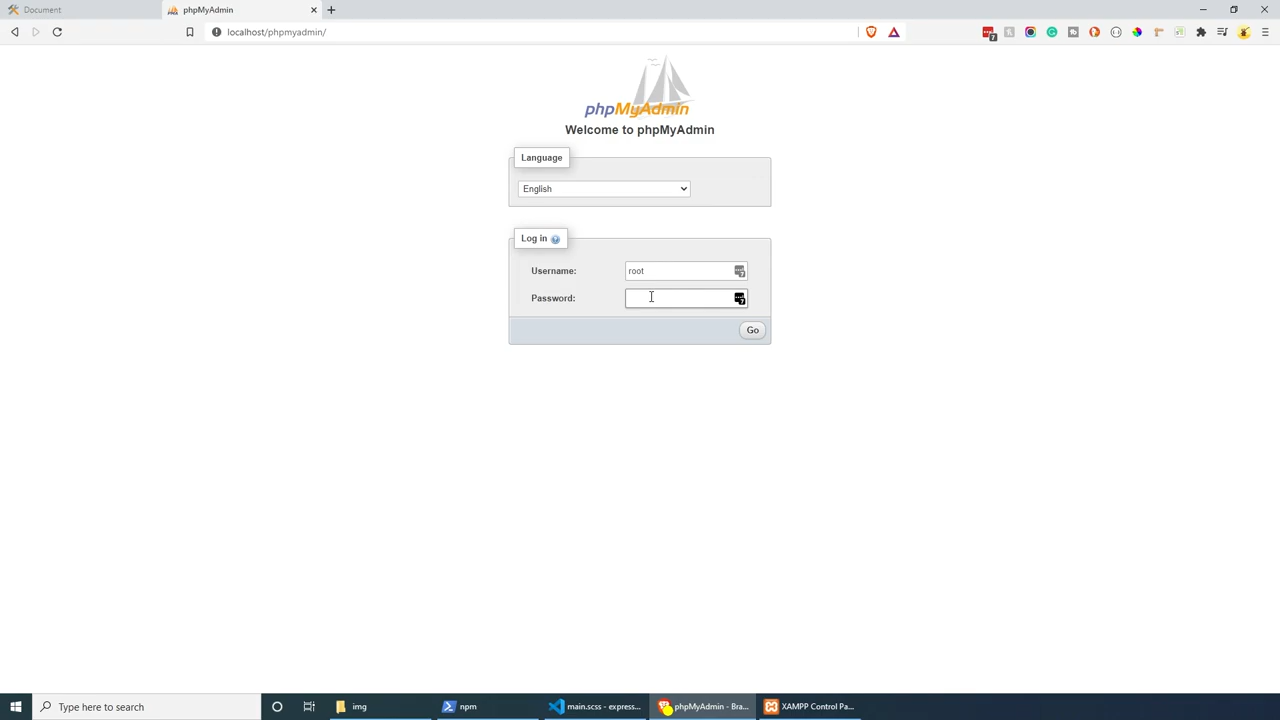 Document
phpMyAdmin
localhost/phpmyadmin/
7
phpMyAdmin
Welcome to phpMyAdmin
Language
English
Log in
Username:
root
Password:
Go
Type here to search
img
npm
main.scss - express...
phpMyAdmin - Bra...
XAMPP Control Pa...